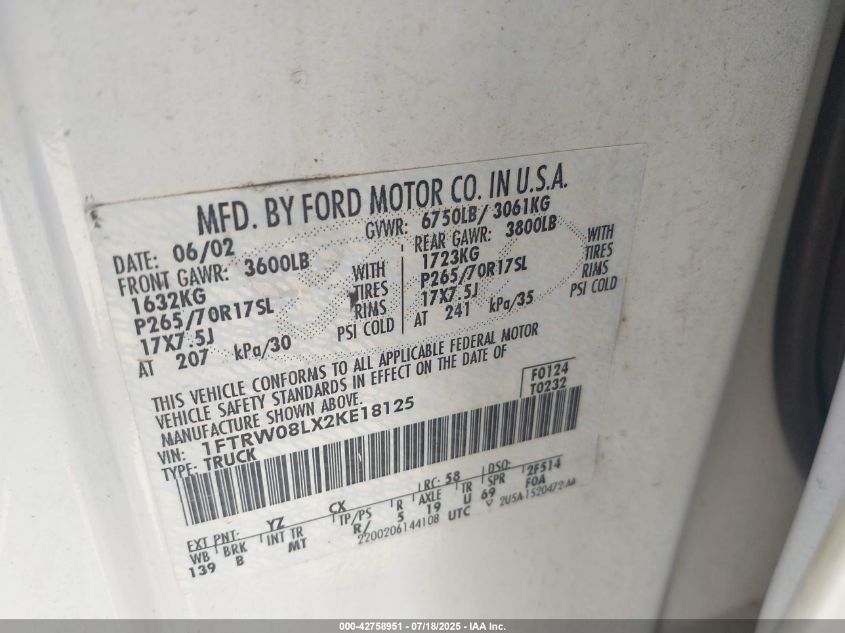 MFD. BY FORD MOTOR CO. IN U.S.A.
DATE: 06/02 GVWR: 6750LB/ 3061KG
FRONT GAWR: 3600LB REAR GAWR: 3800LB
1632KG WITH 1723KG WITH
P265/70R17SL TIRES P265/70R17SL TIRES
17X7.5J RIMS 17X7.5J RIMS
AT 207 kPa/30 PSI COLD AT 241 kPa/35 PSI COLD
THIS VEHICLE CONFORMS TO ALL APPLICABLE FEDERAL MOTOR
VEHICLE SAFETY STANDARDS IN EFFECT ON THE DATE OF
MANUFACTURE SHOWN ABOVE.
VIN: 1FTRW08LX2KE18125 F0124
TYPE: TRUCK T0232
EXT PNT: YZ CX RC: 58 DSO: 2F514
WB BRK INT TR TP/PS R AXLE TR SPR F0A
139 B MT R/ 5 19 U 69
2200206144108 UTC V 2U5A 1520472 AA
000-42758951 | 07/18/2025 - IAA Inc.